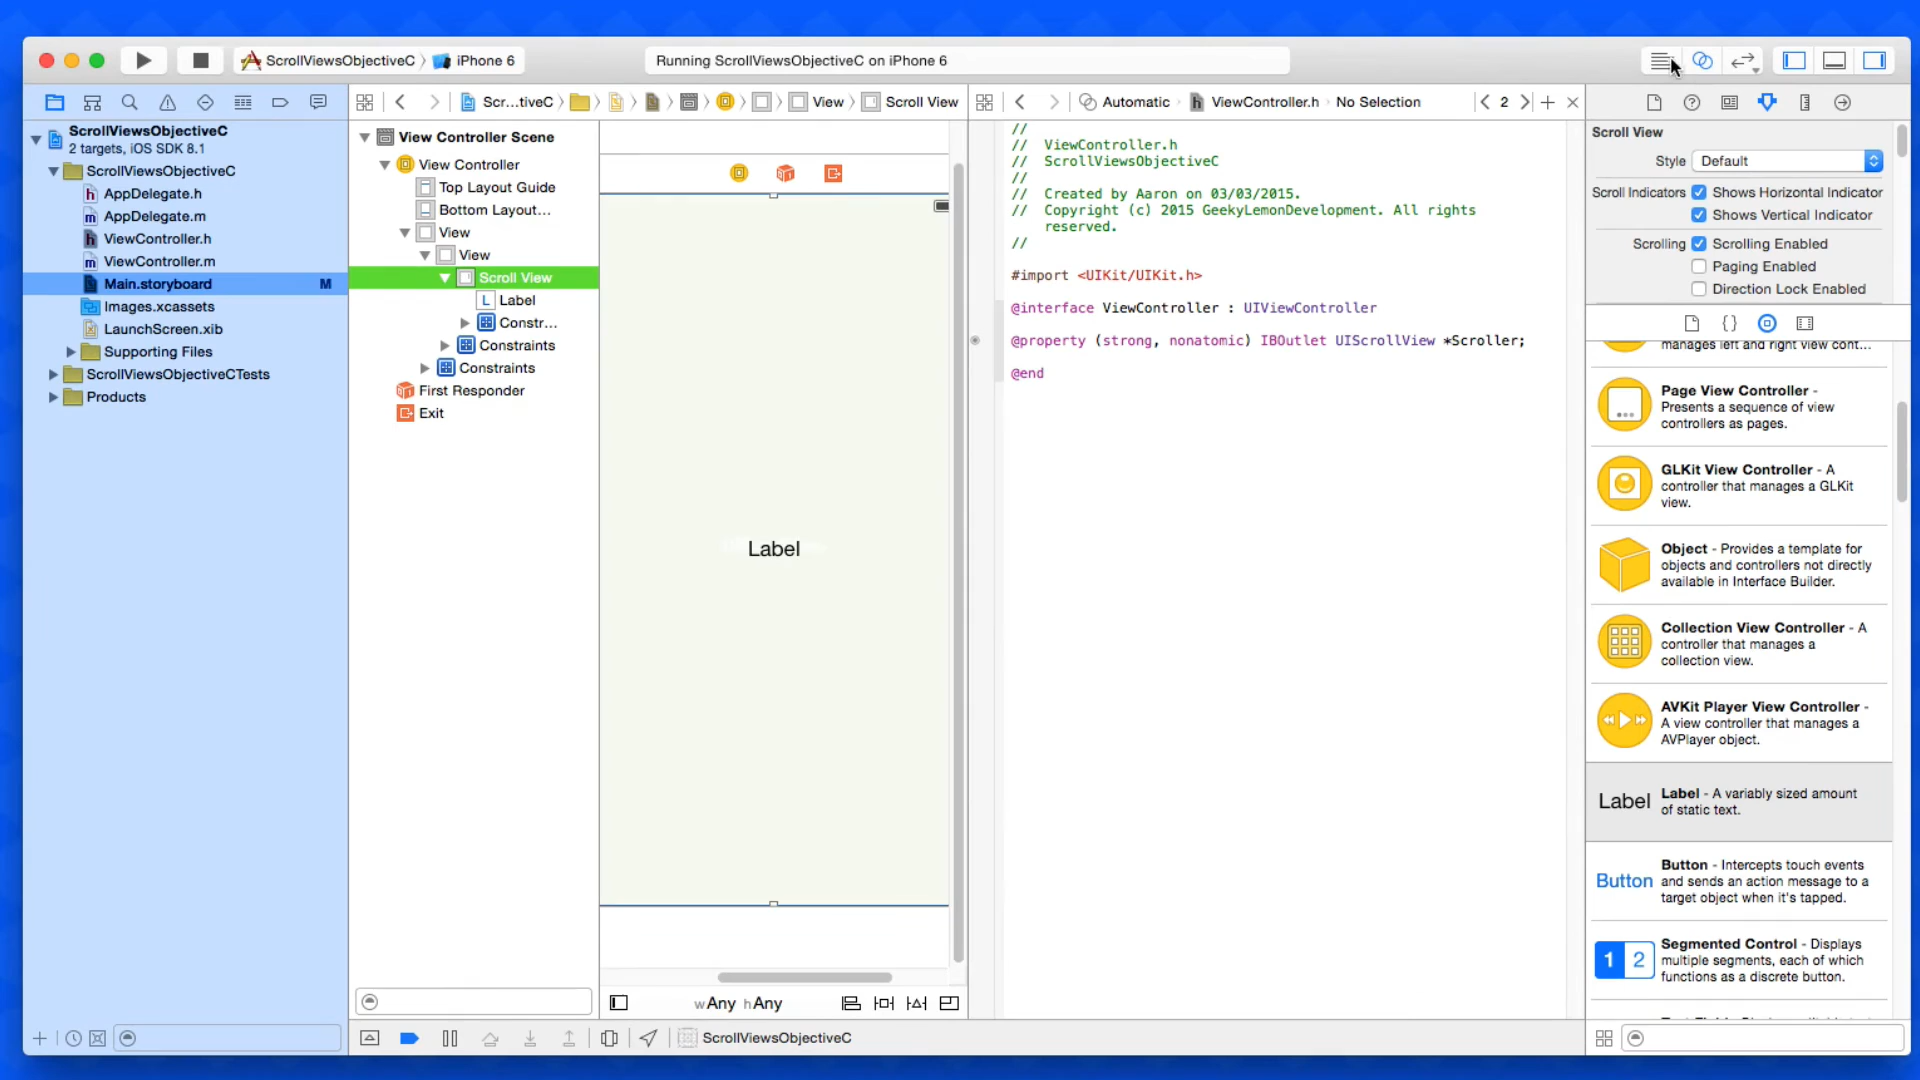 ScrollViewsObjectiveC
iPhone 6
Running ScrollViewsObjectiveC on iPhone 6
Scr...tiveC
View
Scroll View
Automatic
ViewController.h
No Selection
2
ScrollViewsObjectiveC
2 targets, iOS SDK 8.1
ScrollViewsObjectiveC
AppDelegate.h
AppDelegate.m
ViewController.h
ViewController.m
Main.storyboard
M
Images.xcassets
LaunchScreen.xib
Supporting Files
ScrollViewsObjectiveCTests
Products
View Controller Scene
View Controller
Top Layout Guide
Bottom Layout...
View
View
Scroll View
L Label
Constr...
Constraints
Constraints
First Responder
Exit
Label
wAny hAny
//
// ViewController.h
// ScrollViewsObjectiveC
//
// Created by Aaron on 03/03/2015.
// Copyright (c) 2015 GeekyLemonDevelopment. All rights
reserved.
//
#import <UIKit/UIKit.h>
@interface ViewController : UIViewController
@property (strong, nonatomic) IBOutlet UIScrollView *Scroller;
@end
ScrollViewsObjectiveC
Scroll View
Style Default
Scroll Indicators Shows Horizontal Indicator
Shows Vertical Indicator
Scrolling Scrolling Enabled
Paging Enabled
Direction Lock Enabled
manages left and right view cont...
Page View Controller -
Presents a sequence of view
controllers as pages.
GLKit View Controller - A
controller that manages a GLKit
view.
Object - Provides a template for
objects and controllers not directly
available in Interface Builder.
Collection View Controller - A
controller that manages a
collection view.
AVKit Player View Controller -
A view controller that manages a
AVPlayer object.
Label
Label - A variably sized amount
of static text.
Button
Button - Intercepts touch events
and sends an action message to a
target object when it's tapped.
1 2
Segmented Control - Displays
multiple segments, each of which
functions as a discrete button.